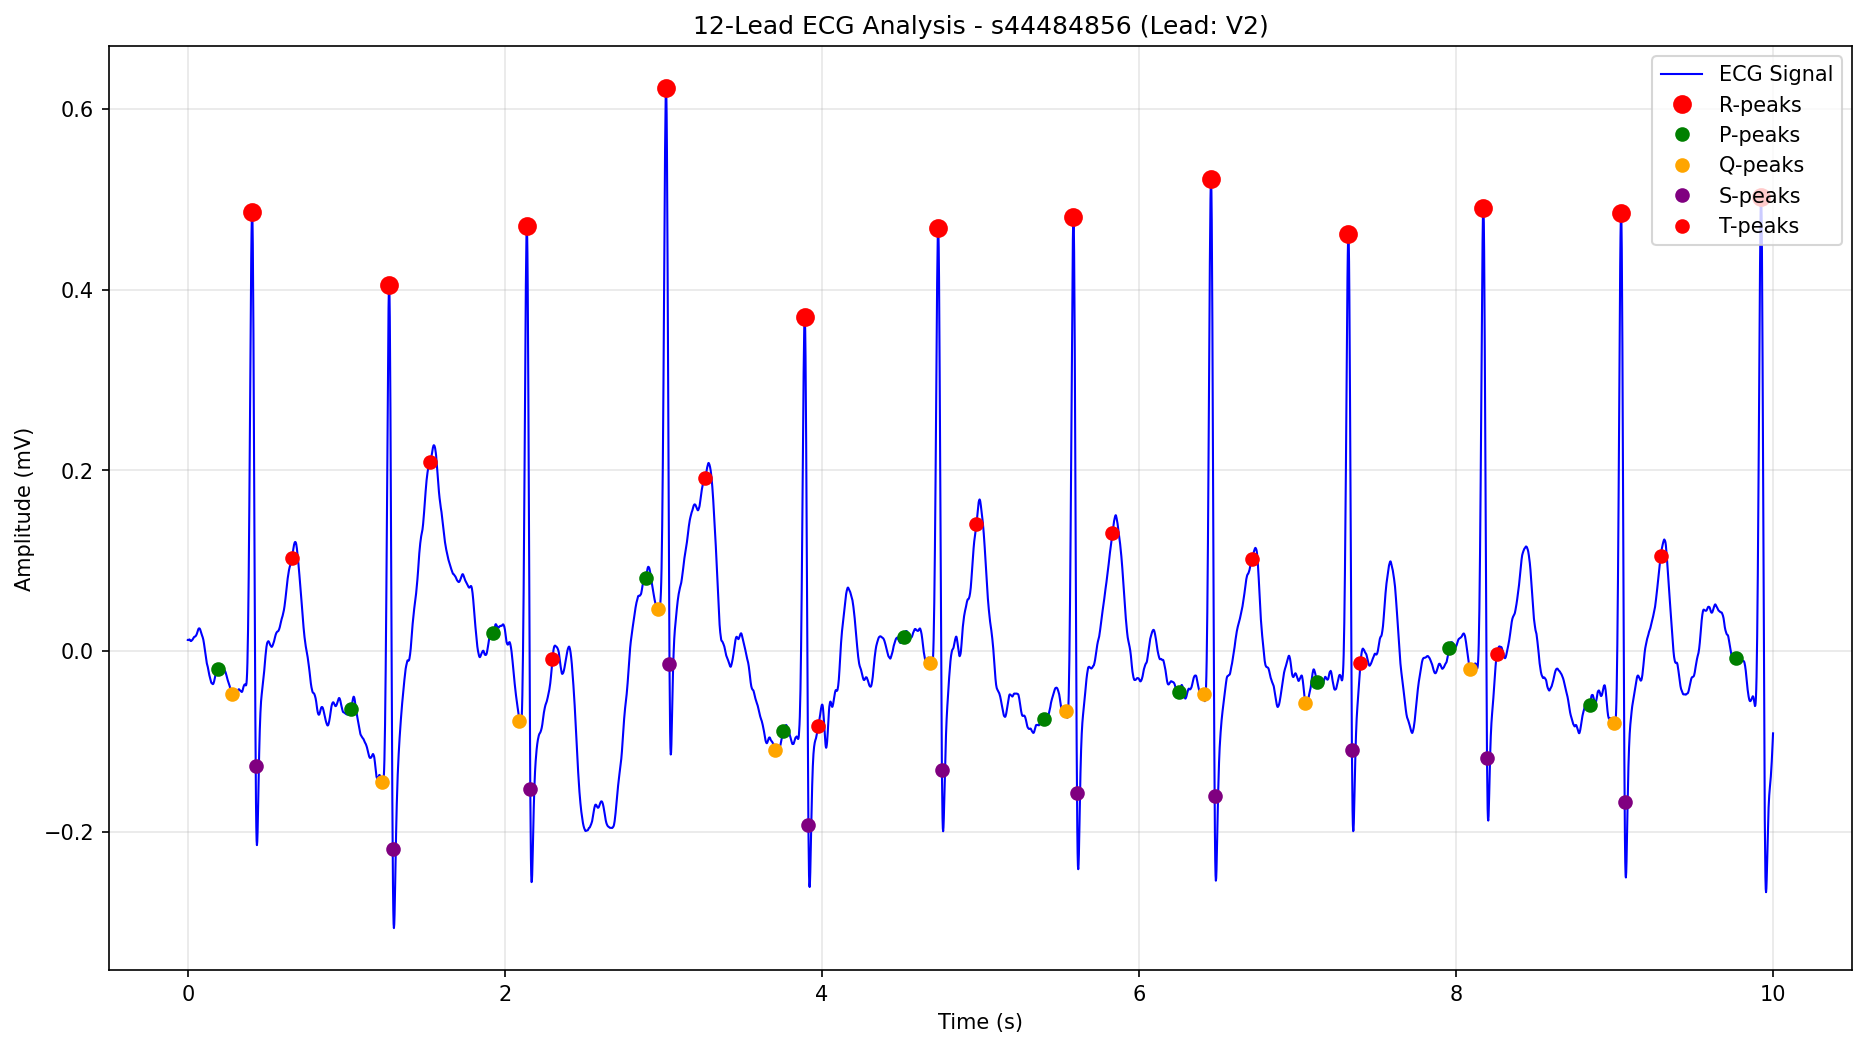 12-Lead ECG Analysis - s44484856 (Lead: V2)
ECG Signal
R-peaks
P-peaks
Q-peaks
S-peaks
T-peaks
0.6
0.4
0.2
0.0
−0.2
Amplitude (mV)
0 2 4 6 8 10
Time (s)